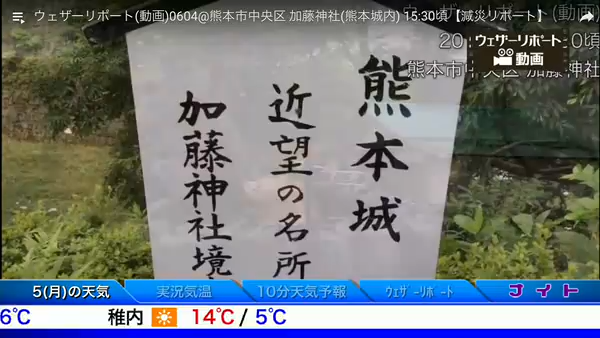 ウェザーリポート(動画)0604@熊本市中央区 加藤神社(熊本城内) 15:30頃【減災リポート】
ウェザーリポート
動画
熊本市中央区 加藤神社
熊本城
近望の名所
加藤神社境
5(月)の天気
実況気温
10分天気予報
ｳｪｻﾞｰﾘﾎﾟｰﾄ
ナイト
6℃
稚内
14℃/5℃